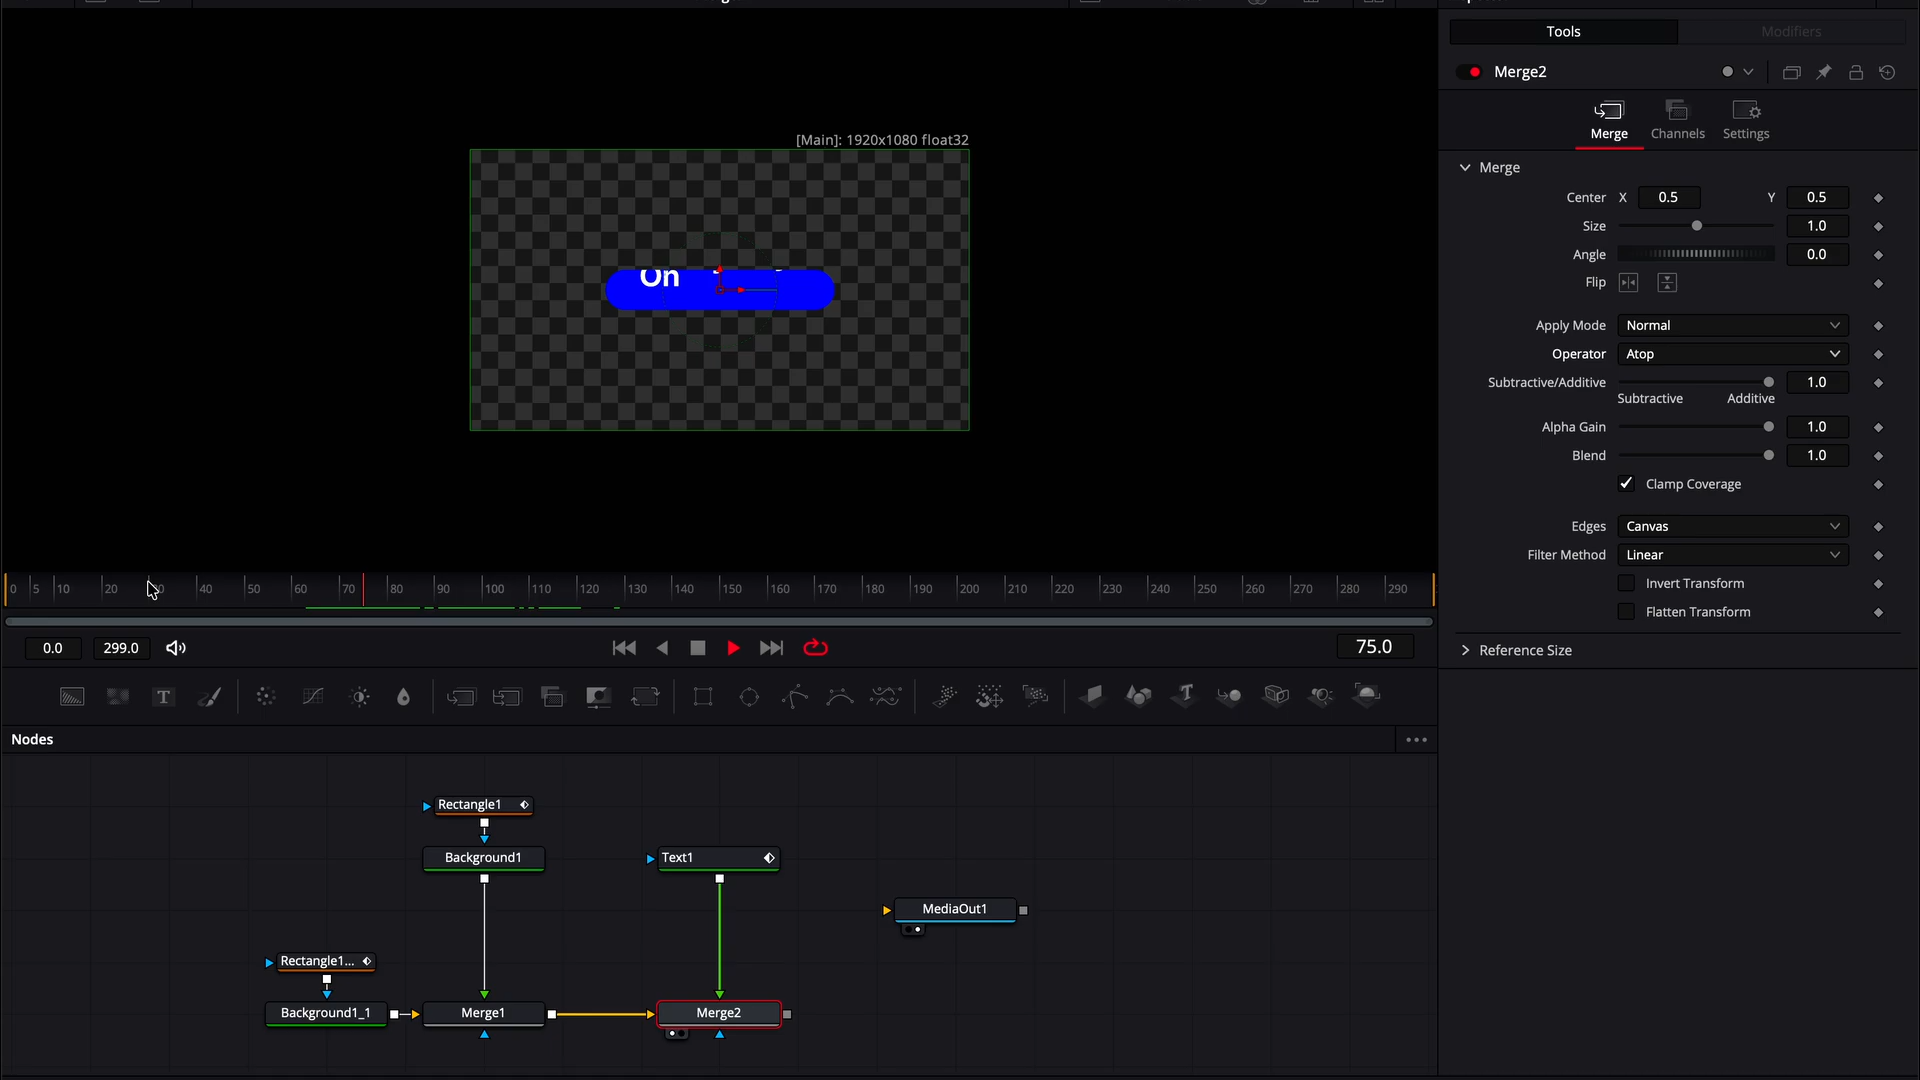 Tools
Modifiers
Merge2
Merge
Channels
Settings
[Main]: 1920x1080 float32
On
Merge
Center X 0.5 Y 0.5
Size 1.0
Angle 0.0
Flip
Apply Mode Normal
Operator Atop
Subtractive/Additive 1.0
Subtractive Additive
Alpha Gain 1.0
Blend 1.0
Clamp Coverage
Edges Canvas
Filter Method Linear
Invert Transform
Flatten Transform
Reference Size
0 5 10 20 30 40 50 60 70 80 90 100 110 120 130 140 150 160 170 180 190 200 210 220 230 240 250 260 270 280 290
0.0 299.0 75.0
Nodes
Rectangle1
Background1
Text1
MediaOut1
Rectangle1...
Background1_1
Merge1
Merge2